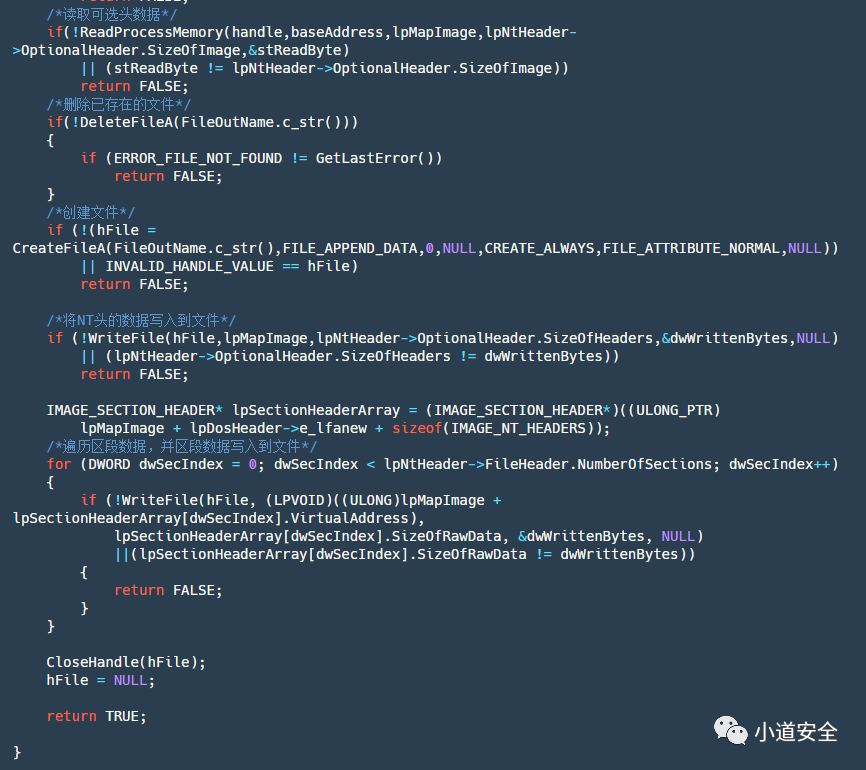 /*读取可选头数据*/
if(!ReadProcessMemory(handle,baseAddress,lpMapImage,lpNtHeader-
>OptionalHeader.SizeOfImage,&stReadByte)
|| (stReadByte != lpNtHeader->OptionalHeader.SizeOfImage))
return FALSE;
/*删除已存在的文件*/
if(!DeleteFileA(FileOutName.c_str()))
{
if (ERROR_FILE_NOT_FOUND != GetLastError())
return FALSE;
}
/*创建文件*/
if (!(hFile =
CreateFileA(FileOutName.c_str(),FILE_APPEND_DATA,0,NULL,CREATE_ALWAYS,FILE_ATTRIBUTE_NORMAL,NULL))
|| INVALID_HANDLE_VALUE == hFile)
return FALSE;
/*将NT头的数据写入到文件*/
if (!WriteFile(hFile,lpMapImage,lpNtHeader->OptionalHeader.SizeOfHeaders,&dwWrittenBytes,NULL)
|| (lpNtHeader->OptionalHeader.SizeOfHeaders != dwWrittenBytes))
return FALSE;
IMAGE_SECTION_HEADER* lpSectionHeaderArray = (IMAGE_SECTION_HEADER*)((ULONG_PTR)
lpMapImage + lpDosHeader->e_lfanew + sizeof(IMAGE_NT_HEADERS));
/*遍历区段数据，并区段数据写入到文件*/
for (DWORD dwSecIndex = 0; dwSecIndex < lpNtHeader->FileHeader.NumberOfSections; dwSecIndex++)
{
if (!WriteFile(hFile, (LPVOID)((ULONG)lpMapImage +
lpSectionHeaderArray[dwSecIndex].VirtualAddress),
lpSectionHeaderArray[dwSecIndex].SizeOfRawData, &dwWrittenBytes, NULL)
||(lpSectionHeaderArray[dwSecIndex].SizeOfRawData != dwWrittenBytes))
{
return FALSE;
}
}
CloseHandle(hFile);
hFile = NULL;
return TRUE;
小道安全
}